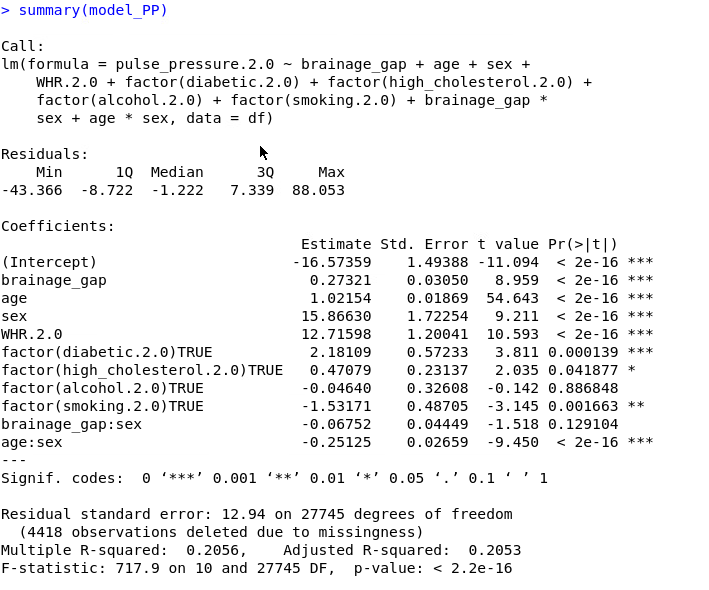 > summary(model_PP)
Call:
lm(formula = pulse_pressure.2.0 ~ brainage_gap + age + sex +
    WHR.2.0 + factor(diabetic.2.0) + factor(high_cholesterol.2.0) +
    factor(alcohol.2.0) + factor(smoking.2.0) + brainage_gap *
    sex + age * sex, data = df)
Residuals:
    Min      1Q  Median      3Q     Max
-43.366  -8.722  -1.222   7.339  88.053
Coefficients:
                                  Estimate Std. Error t value Pr(>|t|)
(Intercept)                      -16.57359    1.49388 -11.094  < 2e-16 ***
brainage_gap                       0.27321    0.03050   8.959  < 2e-16 ***
age                                1.02154    0.01869  54.643  < 2e-16 ***
sex                               15.86630    1.72254   9.211  < 2e-16 ***
WHR.2.0                           12.71598    1.20041  10.593  < 2e-16 ***
factor(diabetic.2.0)TRUE           2.18109    0.57233   3.811 0.000139 ***
factor(high_cholesterol.2.0)TRUE   0.47079    0.23137   2.035 0.041877 *
factor(alcohol.2.0)TRUE           -0.04640    0.32608  -0.142 0.886848
factor(smoking.2.0)TRUE           -1.53171    0.48705  -3.145 0.001663 **
brainage_gap:sex                  -0.06752    0.04449  -1.518 0.129104
age:sex                           -0.25125    0.02659  -9.450  < 2e-16 ***
---
Signif. codes:  0 ‘***’ 0.001 ‘**’ 0.01 ‘*’ 0.05 ‘.’ 0.1 ‘ ’ 1
Residual standard error: 12.94 on 27745 degrees of freedom
  (4418 observations deleted due to missingness)
Multiple R-squared:  0.2056,    Adjusted R-squared:  0.2053
F-statistic: 717.9 on 10 and 27745 DF,  p-value: < 2.2e-16